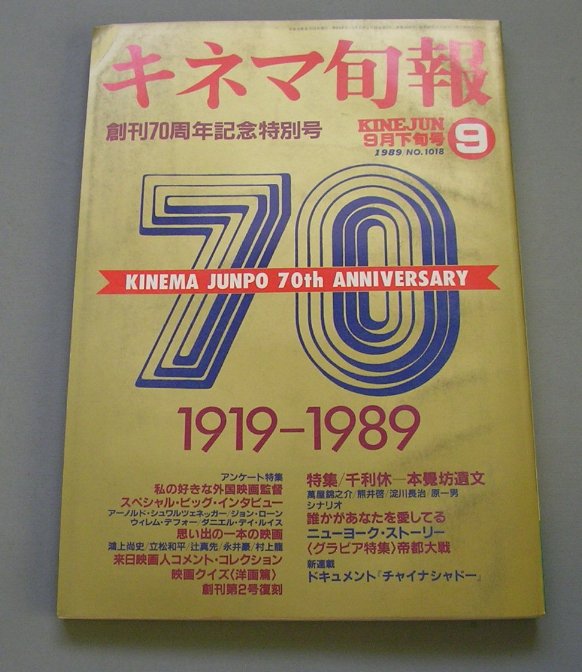 キネマ旬報
創刊70周年記念特別号
KINEJUN
9月下旬号
9
1989/NO.1018
70
KINEMA JUNPO 70th ANNIVERSARY
1919–1989
アンケート特集
私の好きな外国映画監督
スペシャル・ビッグ・インタビュー
アーノルド・シュワルツェネッガー/ジョン・ローン
ウィレム・デフォー/ダニエル・デイ・ルイス
思い出の一本の映画
鴻上尚史/立松和平/辻真先/永井豪/村上龍
来日映画人コメント・コレクション
映画クイズ〈洋画篇〉
創刊第2号復刻
特集/千利休—本覺坊遺文
萬屋錦之介/熊井啓/淀川長治 原一男
シナリオ
誰かがあなたを愛してる
ニューヨーク・ストーリー
〈グラビア特集〉帝都大戦
新連載
ドキュメント『チャイナシャドー』